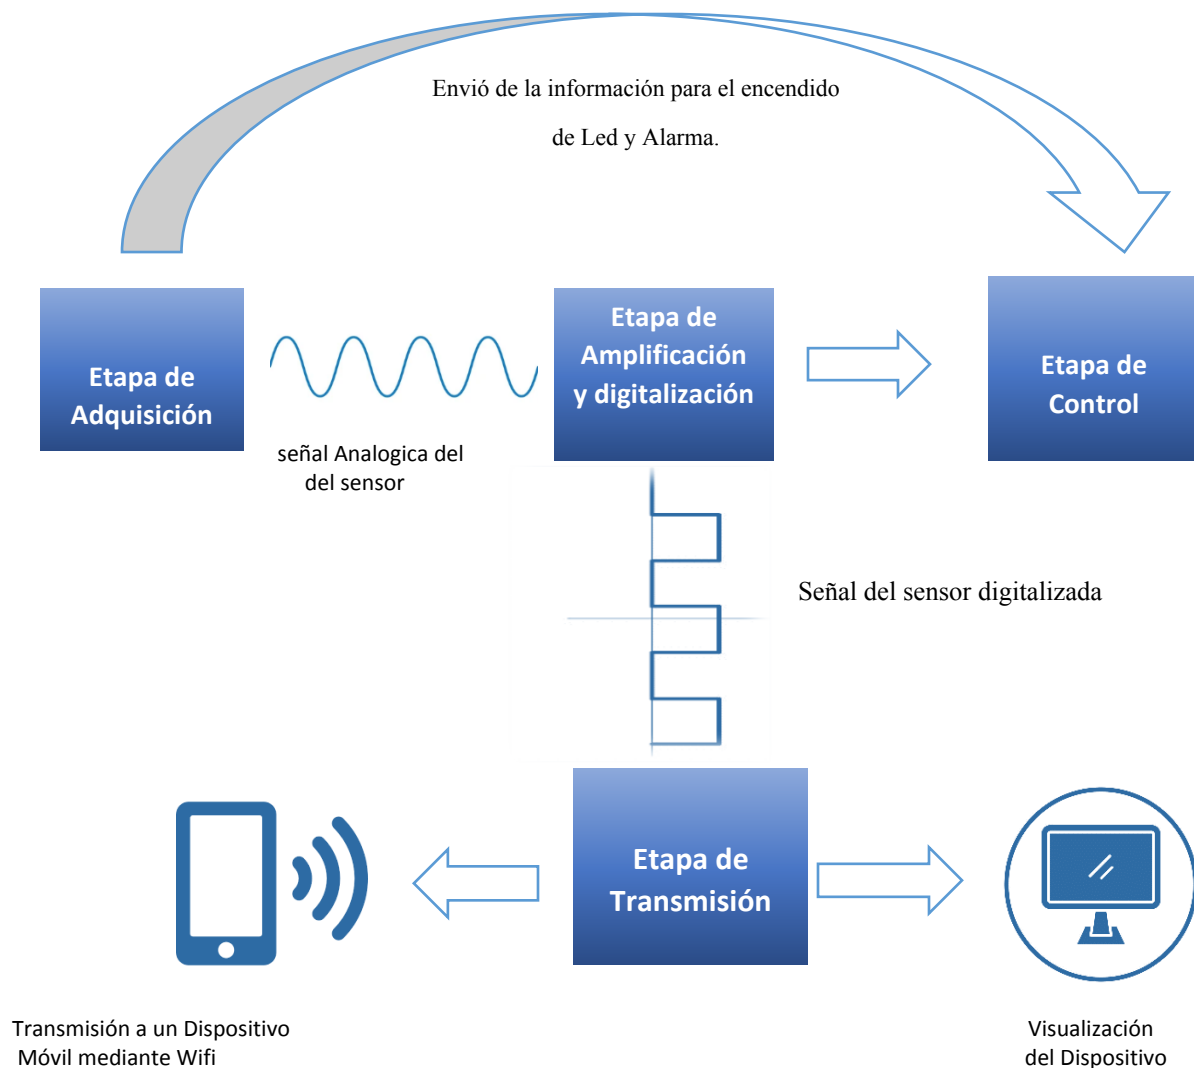 Envió de la información para el encendido
de Led y Alarma.
Etapa de
Adquisición
señal Analogica del
del sensor
Etapa de
Amplificación
y digitalización
Etapa de
Control
Señal del sensor digitalizada
Etapa de
Transmisión
Transmisión a un Dispositivo
Móvil mediante Wifi
Visualización
del Dispositivo